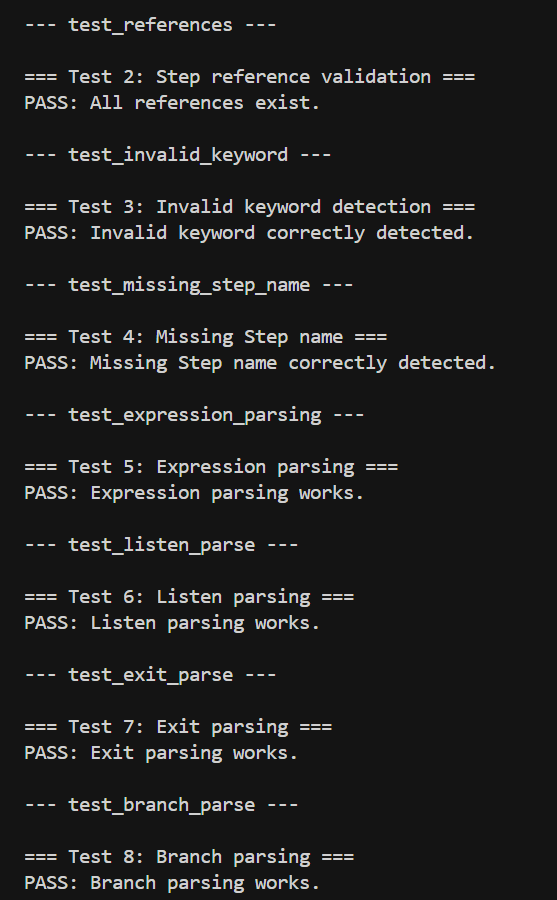 --- test_references ---
=== Test 2: Step reference validation ===
PASS: All references exist.
--- test_invalid_keyword ---
=== Test 3: Invalid keyword detection ===
PASS: Invalid keyword correctly detected.
--- test_missing_step_name ---
=== Test 4: Missing Step name ===
PASS: Missing Step name correctly detected.
--- test_expression_parsing ---
=== Test 5: Expression parsing ===
PASS: Expression parsing works.
--- test_listen_parse ---
=== Test 6: Listen parsing ===
PASS: Listen parsing works.
--- test_exit_parse ---
=== Test 7: Exit parsing ===
PASS: Exit parsing works.
--- test_branch_parse ---
=== Test 8: Branch parsing ===
PASS: Branch parsing works.